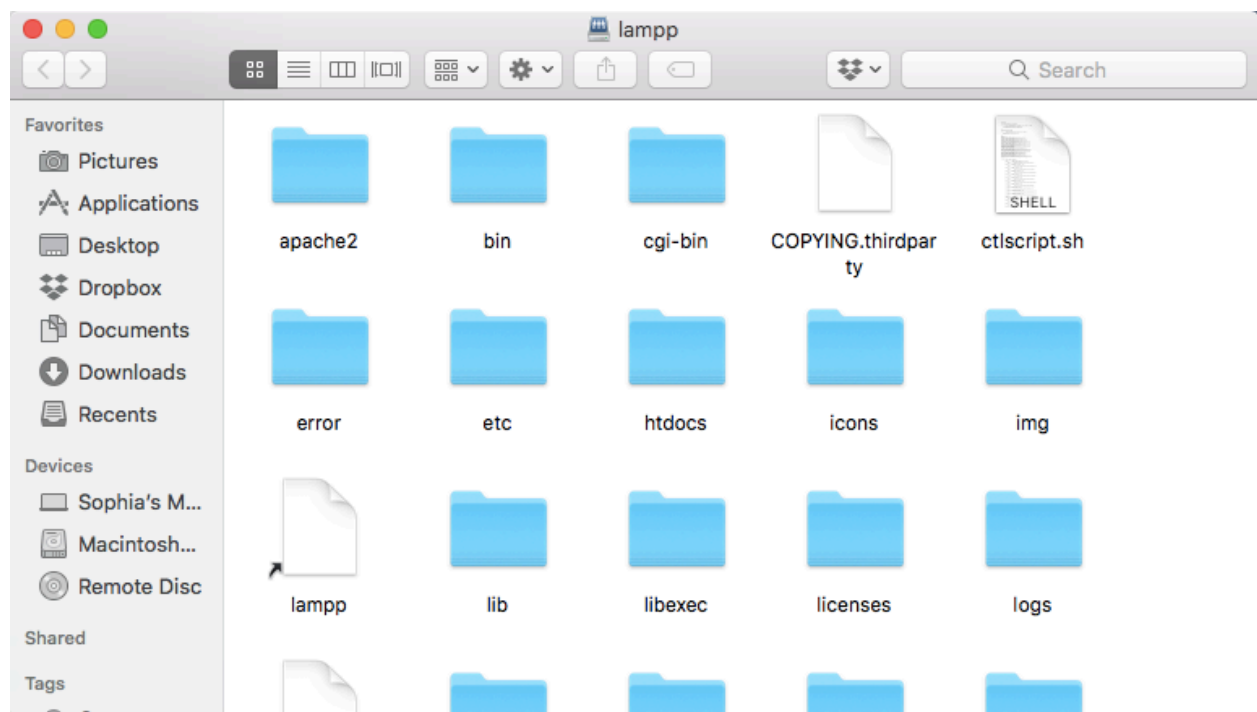 lampp
Search
Favorites
Pictures
Applications
Desktop
Dropbox
Documents
Downloads
Recents
Devices
Sophia's M...
Macintosh...
Remote Disc
Shared
Tags
SHELL
apache2
bin
cgi-bin
COPYING.thirdpar
ty
ctlscript.sh
error
etc
htdocs
icons
img
lampp
lib
libexec
licenses
logs